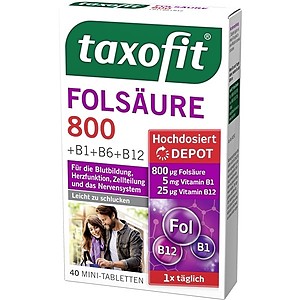 taxofit®
FOLSÄURE
800
+B1+B6+B12
Für die Blutbildung,
Herzfunktion, Zellteilung
und das Nervensystem
Leicht zu schlucken
40 MINI-TABLETTEN
Hochdosiert
DEPOT
800 µg Folsäure
5 mg Vitamin B1
25 µg Vitamin B12
Fol
B12
B1
1x täglich